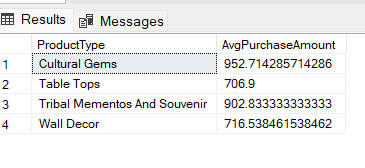 Results Messages
ProductType AvgPurchaseAmount
1 Cultural Gems 952.714285714286
2 Table Tops 706.9
3 Tribal Mementos And Souvenir 902.833333333333
4 Wall Decor 716.538461538462